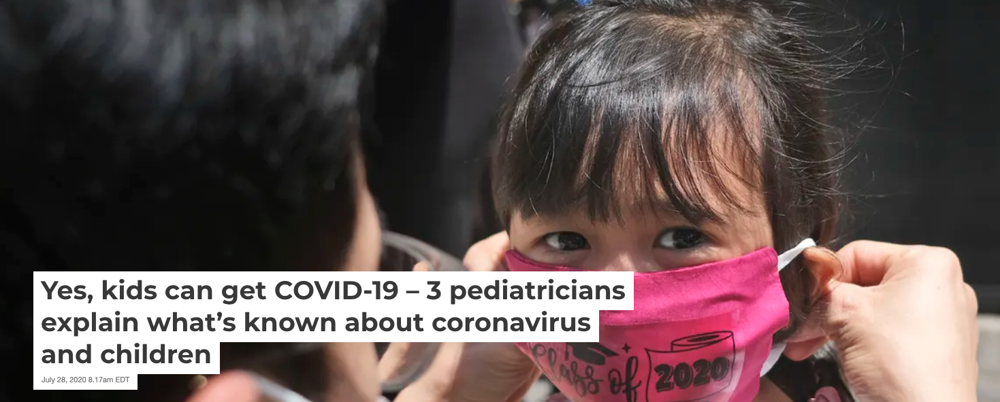 Yes, kids can get COVID-19 – 3 pediatricians
explain what’s known about coronavirus
and children
July 28, 2020 8.17am EDT
Class of
2020